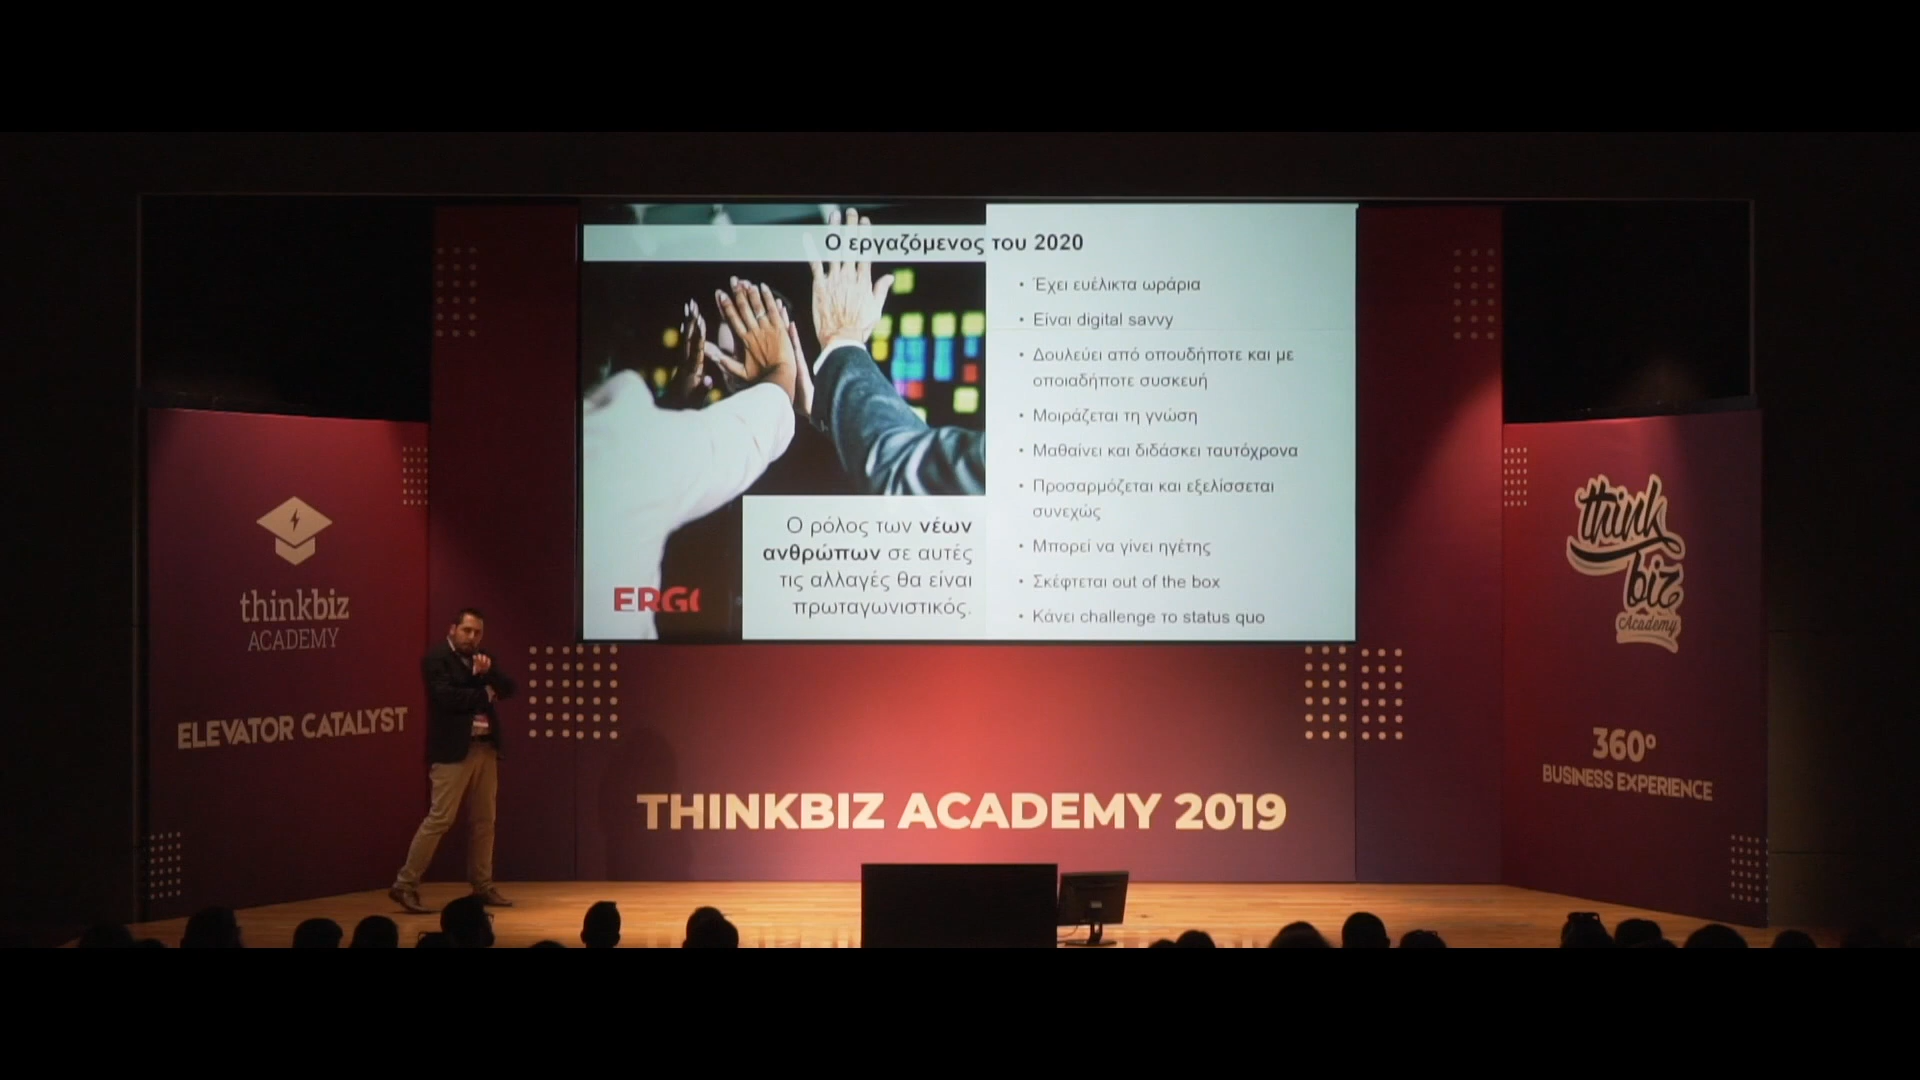 Ο εργαζόμενος του 2020
• Έχει ευέλικτα ωράρια
• Είναι digital savvy
• Δουλεύει από οπουδήποτε και με
οποιαδήποτε συσκευή
• Μοιράζεται τη γνώση
• Μαθαίνει και διδάσκει ταυτόχρονα
• Προσαρμόζεται και εξελίσσεται
συνεχώς
• Μπορεί να γίνει ηγέτης
• Σκέφτεται out of the box
• Κάνει challenge το status quo
Ο ρόλος των νέων
ανθρώπων σε αυτές
τις αλλαγές θα είναι
πρωταγωνιστικός.
thinkbiz
ACADEMY
ELEVATOR CATALYST
THINKBIZ ACADEMY 2019
think
biz
Academy
360º
BUSINESS EXPERIENCE